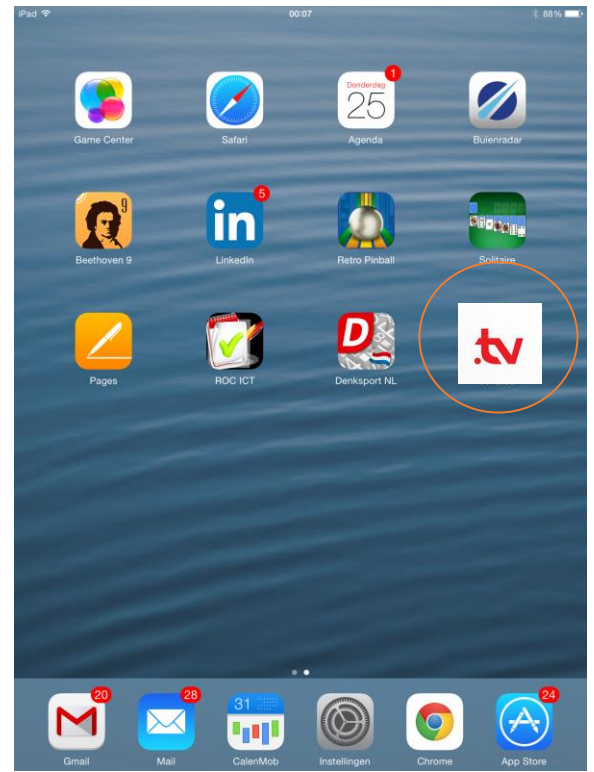 iPad 00:07 88%
1
Donderdag
25
9
Game Center Safari Agenda Buienradar
5
in
Beethoven 9 LinkedIn Retro Pinball Solitaire
D
.tv
Pages ROC ICT Denksport NL
20 28 31 24
Gmail Mail CalenMob Instellingen Chrome App Store